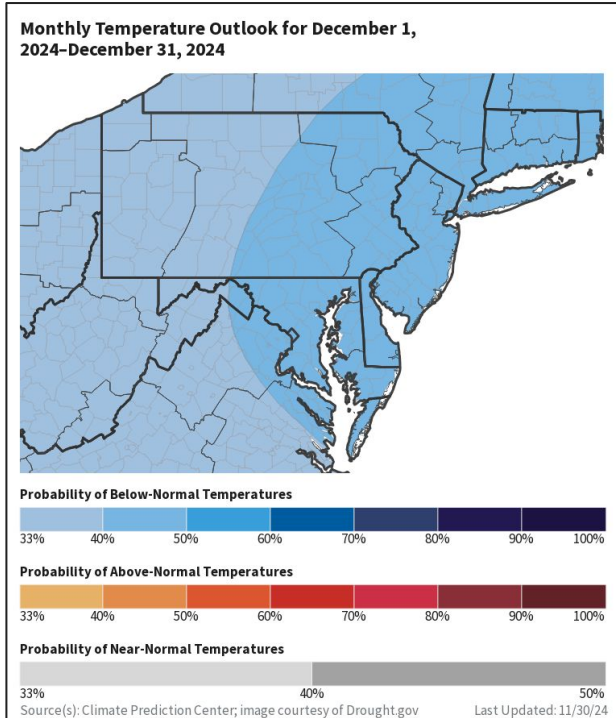 Monthly Temperature Outlook for December 1,
2024–December 31, 2024
Probability of Below-Normal Temperatures
33% 40% 50% 60% 70% 80% 90% 100%
Probability of Above-Normal Temperatures
33% 40% 50% 60% 70% 80% 90% 100%
Probability of Near-Normal Temperatures
33% 40% 50%
Source(s): Climate Prediction Center; image courtesy of Drought.gov Last Updated: 11/30/24